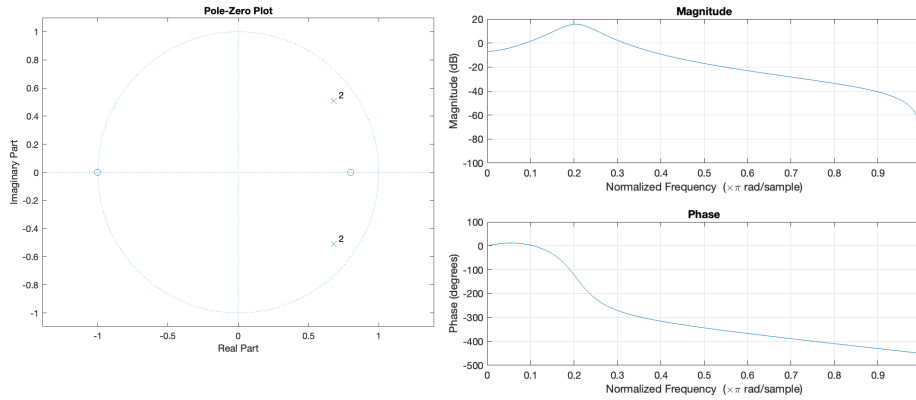 Pole-Zero Plot
1
0.8
0.6
0.4
0.2
0
-0.2
-0.4
-0.6
-0.8
-1
Imaginary Part
2
2
-1
-0.5
0
0.5
1
Real Part
Magnitude
20
0
-20
-40
-60
-80
-100
Magnitude (dB)
0 0.1 0.2 0.3 0.4 0.5 0.6 0.7 0.8 0.9
Normalized Frequency (×π rad/sample)
Phase
100
0
-100
-200
-300
-400
-500
Phase (degrees)
0 0.1 0.2 0.3 0.4 0.5 0.6 0.7 0.8 0.9
Normalized Frequency (×π rad/sample)